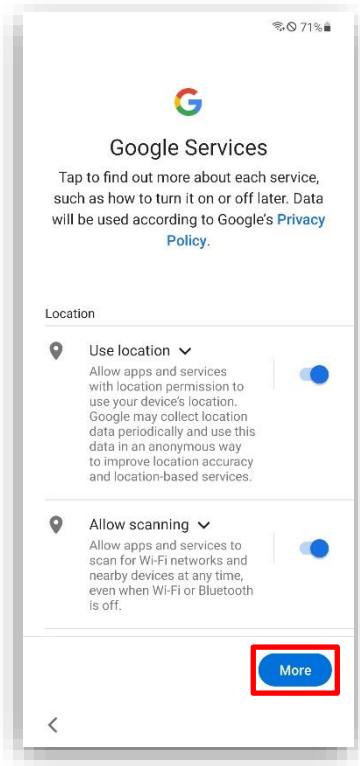 71%
Google Services
Tap to find out more about each service,
such as how to turn it on or off later. Data
will be used according to Google's Privacy
Policy.
Location
Use location
Allow apps and services
with location permission to
use your device's location.
Google may collect location
data periodically and use this
data in an anonymous way
to improve location accuracy
and location-based services.
Allow scanning
Allow apps and services to
scan for Wi-Fi networks and
nearby devices at any time,
even when Wi-Fi or Bluetooth
is off.
More